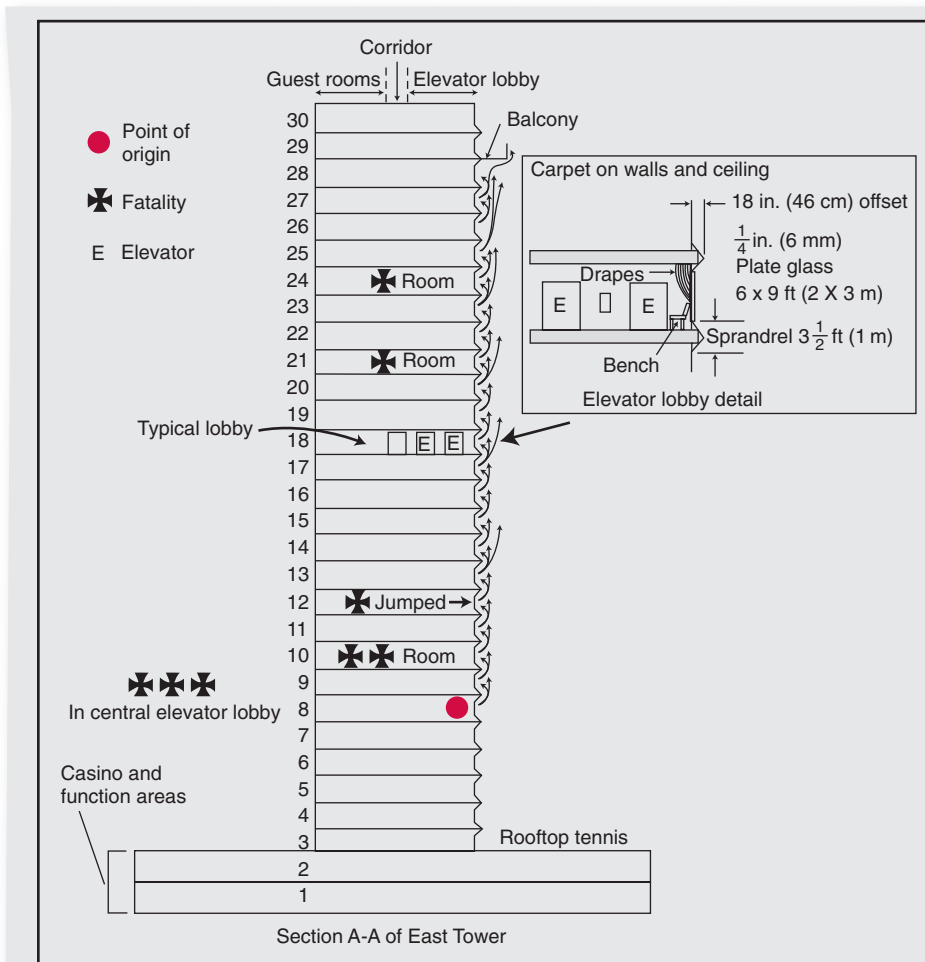 Corridor
Guest rooms
Elevator lobby
Point of
origin
Fatality
E Elevator
30
29
28
27
26
25
24
23
22
21
20
19
18
17
16
15
14
13
12
11
10
9
8
7
6
5
4
3
2
1
Balcony
Room
Room
Typical lobby
E E
Jumped
Room
In central elevator lobby
Casino and
function areas
Rooftop tennis
Section A-A of East Tower
Carpet on walls and ceiling
18 in. (46 cm) offset
1/4 in. (6 mm)
Plate glass
6 x 9 ft (2 X 3 m)
Drapes
E E
Sprandrel 3 1/2 ft (1 m)
Bench
Elevator lobby detail